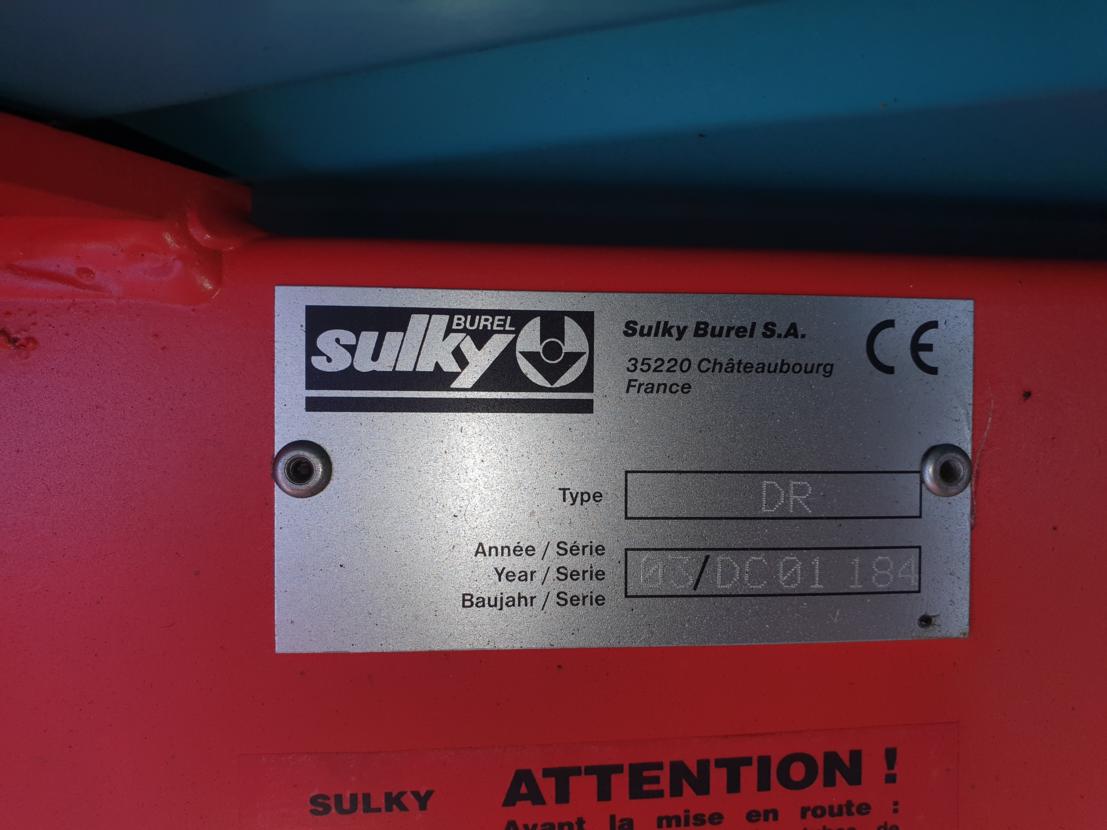 BUREL
sulky
Sulky Burel S.A.
35220 Châteaubourg
France
CE
Type DR
Année / Série
Year / Serie 03/DC01 184
Baujahr / Serie
SULKY
ATTENTION !
Avant la mise en route :
de